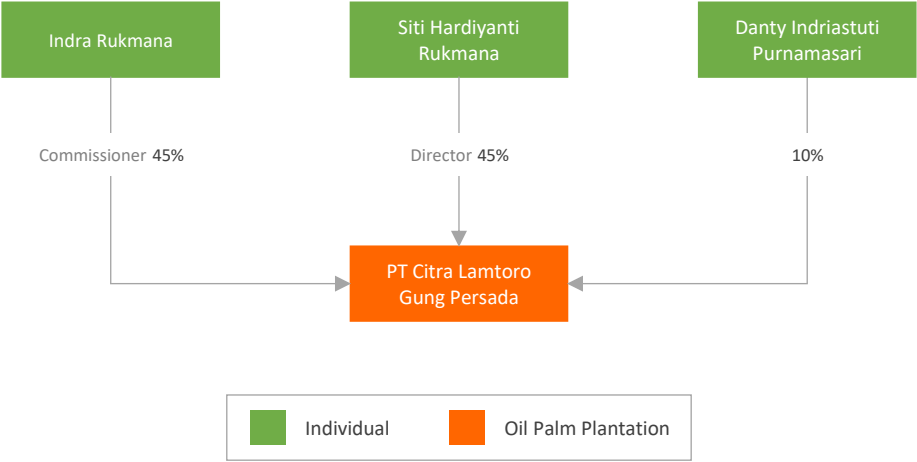 Indra Rukmana
Siti Hardiyanti
Rukmana
Danty Indriastuti
Purnamasari
Commissioner 45%
Director 45%
10%
PT Citra Lamtoro
Gung Persada
Individual
Oil Palm Plantation